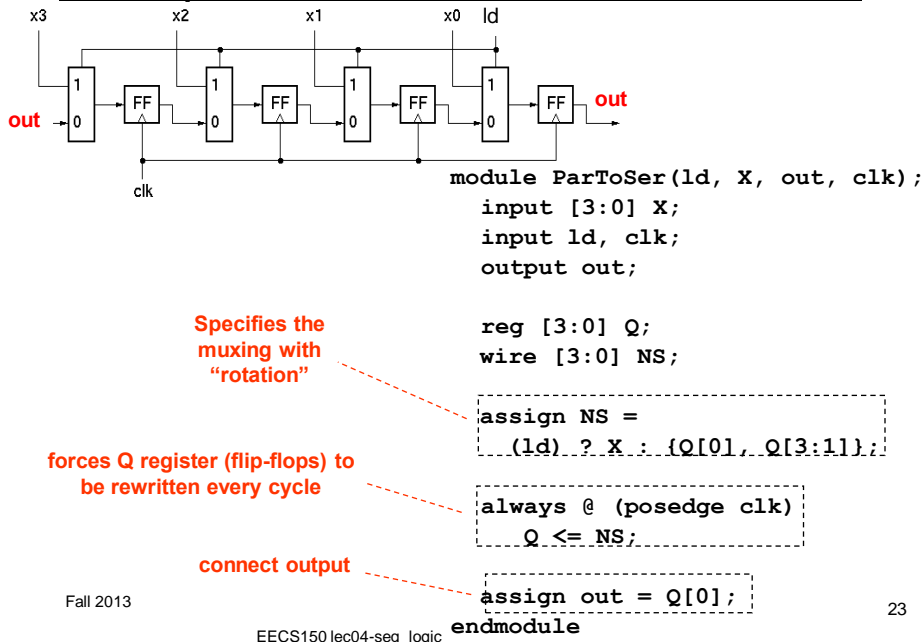 x3 x2 x1 x0 ld
1 1 1 1
FF FF FF FF out
out 0 0 0 0
clk
module ParToSer(ld, X, out, clk);
input [3:0] X;
input ld, clk;
output out;
Specifies the
muxing with
“rotation”
reg [3:0] Q;
wire [3:0] NS;
assign NS =
(ld) ? X : {Q[0], Q[3:1]};
forces Q register (flip-flops) to
be rewritten every cycle
always @ (posedge clk)
Q <= NS;
connect output
assign out = Q[0];
endmodule
Fall 2013
EECS150 lec04-seq_logic
23